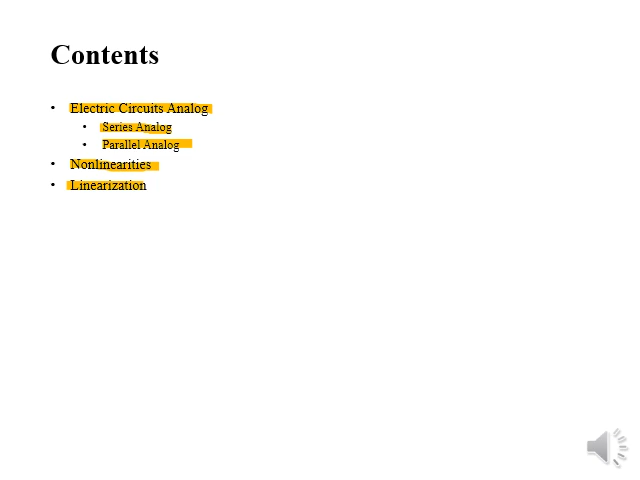 Contents
• Electric Circuits Analog
• Series Analog
• Parallel Analog
• Nonlinearities
• Linearization